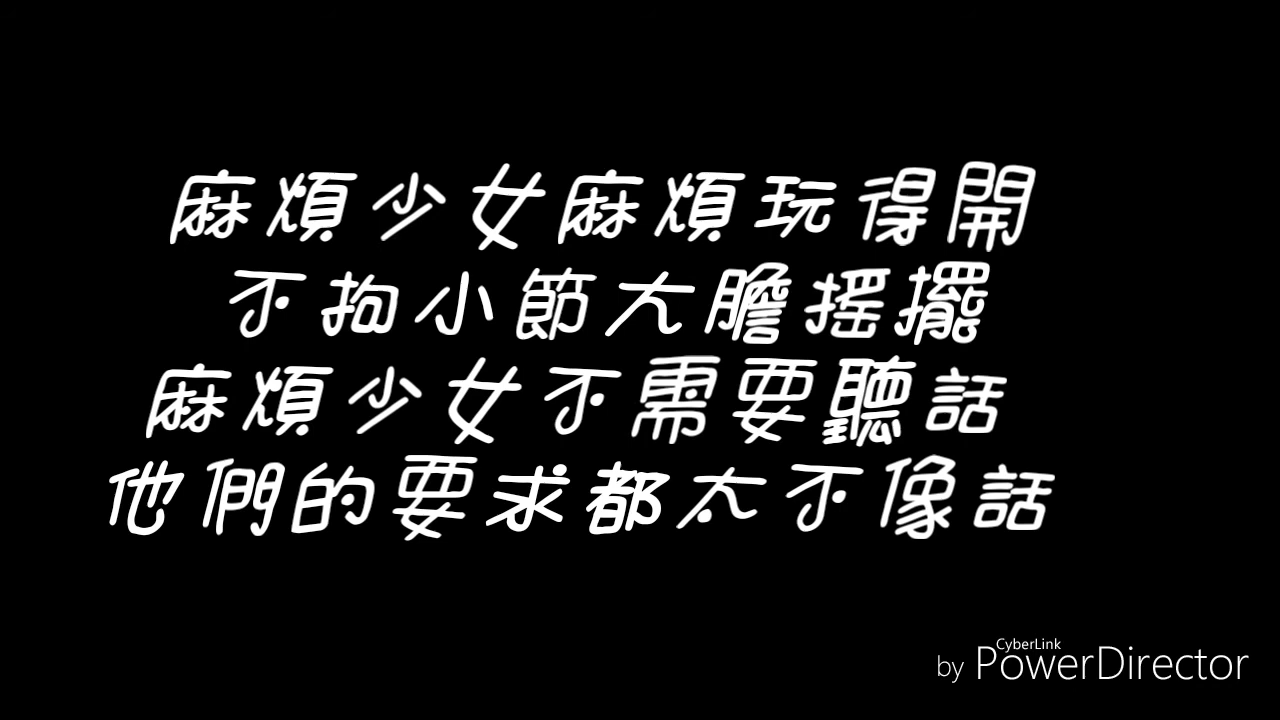 麻煩少女麻煩玩得開
不拘小節大膽搖擺
麻煩少女不需要聽話
他們的要求都太不像話
by CyberLink PowerDirector